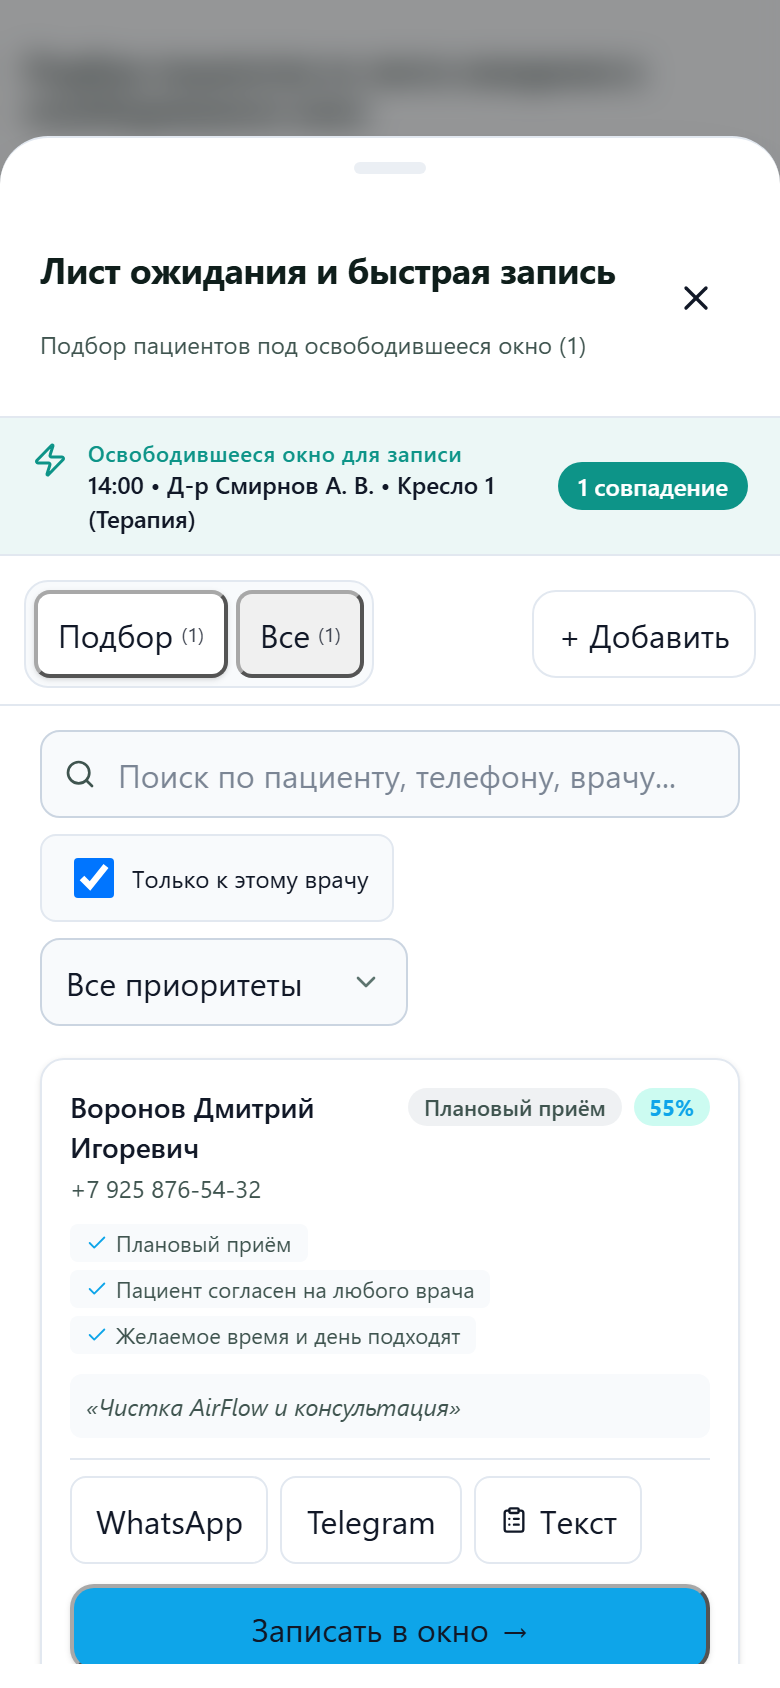 Лист ожидания и быстрая запись
Подбор пациентов под освободившееся окно (1)
Освободившееся окно для записи
14:00 • Д-р Смирнов А. В. • Кресло 1
(Терапия)
1 совпадение
Подбор (1)
Все (1)
+ Добавить
Поиск по пациенту, телефону, врачу...
Только к этому врачу
Все приоритеты
Воронов Дмитрий
Игоревич
Плановый приём
55%
+7 925 876-54-32
Плановый приём
Пациент согласен на любого врача
Желаемое время и день подходят
«Чистка AirFlow и консультация»
WhatsApp
Telegram
Текст
Записать в окно →